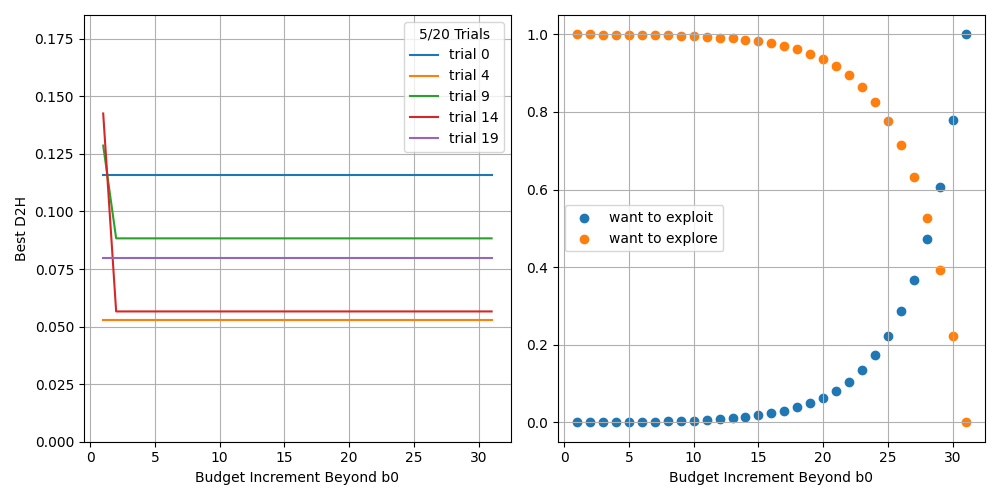 5/20 Trials
trial 0
trial 4
trial 9
trial 14
trial 19
0.175
0.150
0.125
0.100
0.075
0.050
0.025
0.000
Best D2H
0 5 10 15 20 25 30
Budget Increment Beyond b0
1.0
0.8
0.6
0.4
0.2
0.0
want to exploit
want to explore
0 5 10 15 20 25 30
Budget Increment Beyond b0